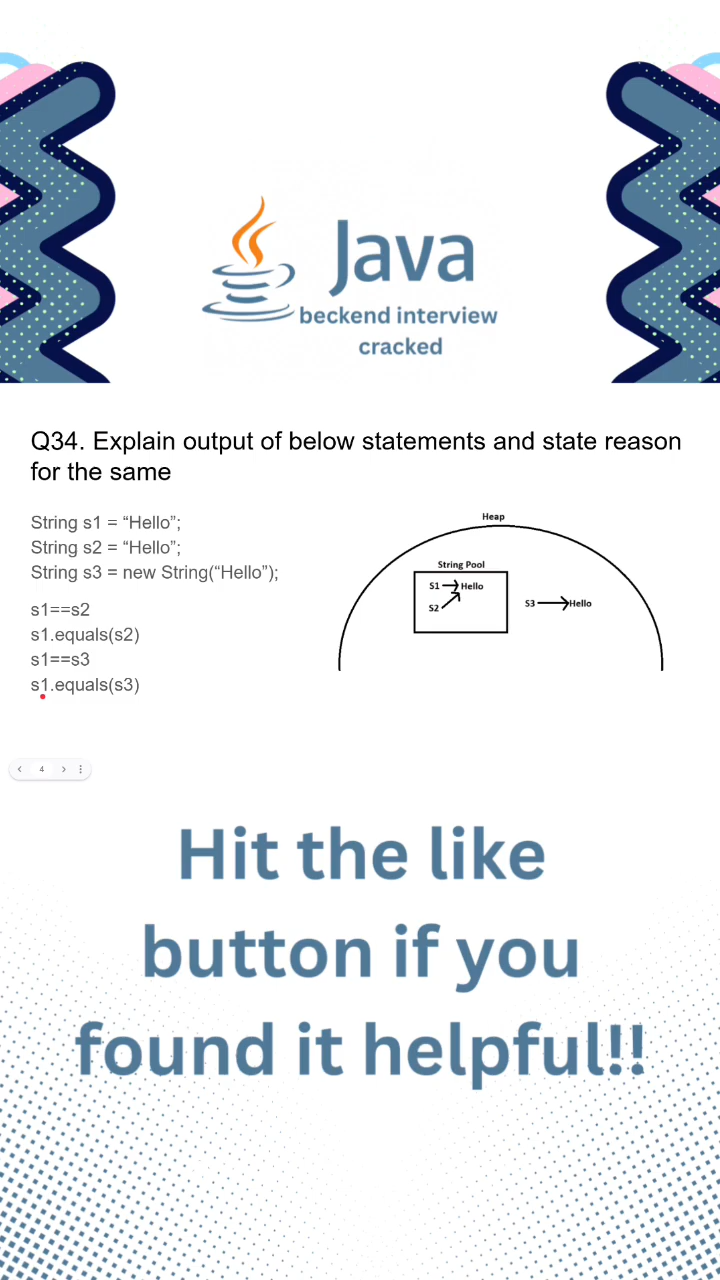 Java
beckend interview
cracked
Q34. Explain output of below statements and state reason
for the same
String s1 = “Hello”;
String s2 = “Hello”;
String s3 = new String(“Hello”);
s1==s2
s1.equals(s2)
s1==s3
s1.equals(s3)
Heap
String Pool
S1 Hello
S2
S3 Hello
4
Hit the like
button if you
found it helpful!!